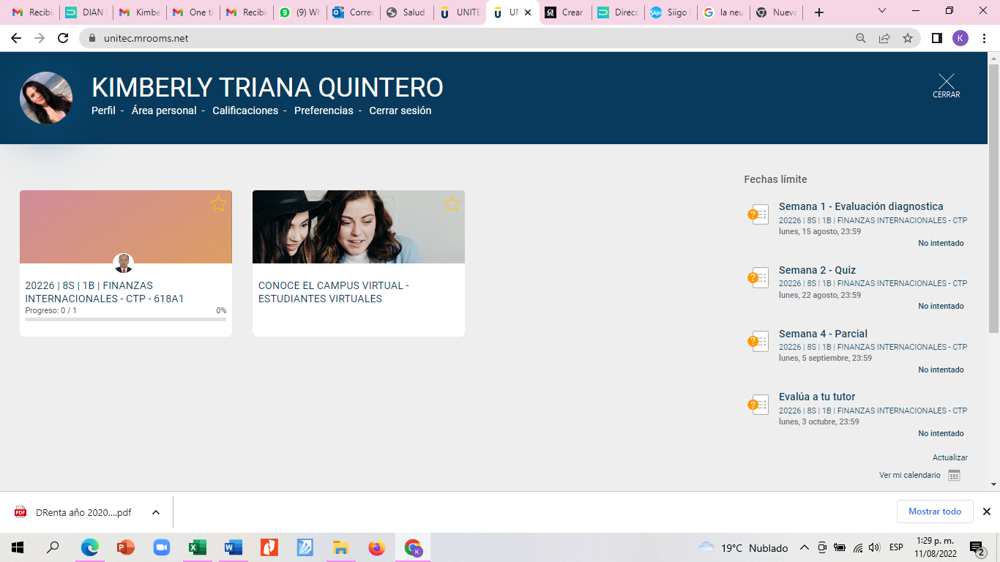 Recibi
DIAN
Kimbe
One ti
Recibi
(9) Wh
Correc
Salud
UNITE
UN
Crear
Direcc
Siigo
la neu
Nueva
unitec.mrooms.net
K
KIMBERLY TRIANA QUINTERO
Perfil - Área personal - Calificaciones - Preferencias - Cerrar sesión
CERRAR
20226 | 8S | 1B | FINANZAS
INTERNACIONALES - CTP - 618A1
Progreso: 0 / 1 0%
CONOCE EL CAMPUS VIRTUAL -
ESTUDIANTES VIRTUALES
Fechas límite
Semana 1 - Evaluación diagnostica
20226 | 8S | 1B | FINANZAS INTERNACIONALES - CTP
lunes, 15 agosto, 23:59
No intentado
Semana 2 - Quiz
20226 | 8S | 1B | FINANZAS INTERNACIONALES - CTP
lunes, 22 agosto, 23:59
No intentado
Semana 4 - Parcial
20226 | 8S | 1B | FINANZAS INTERNACIONALES - CTP
lunes, 5 septiembre, 23:59
No intentado
Evalúa a tu tutor
20226 | 8S | 1B | FINANZAS INTERNACIONALES - CTP
lunes, 3 octubre, 23:59
No intentado
Actualizar
Ver mi calendario
PDF
DRenta año 2020....pdf
Mostrar todo
19°C Nublado
ESP
1:29 p. m.
11/08/2022
2